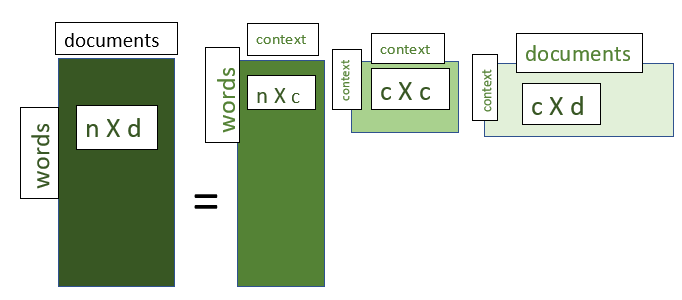 documents
words
n X d
=
context
words
n X c
context
context
c X c
documents
context
c X d